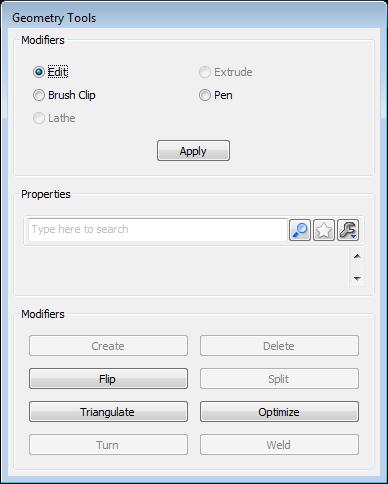 Geometry Tools
Modifiers
Edit
Extrude
Brush Clip
Pen
Lathe
Apply
Properties
Type here to search
Modifiers
Create
Delete
Flip
Split
Triangulate
Optimize
Turn
Weld